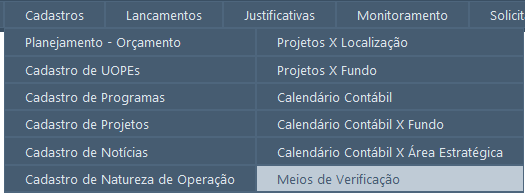 Cadastros Lançamentos Justificativas Monitoramento Solicit
Planejamento - Orçamento
Cadastro de UOPEs
Cadastro de Programas
Cadastro de Projetos
Cadastro de Notícias
Cadastro de Natureza de Operação
Projetos X Localização
Projetos X Fundo
Calendário Contábil
Calendário Contábil X Fundo
Calendário Contábil X Área Estratégica
Meios de Verificação